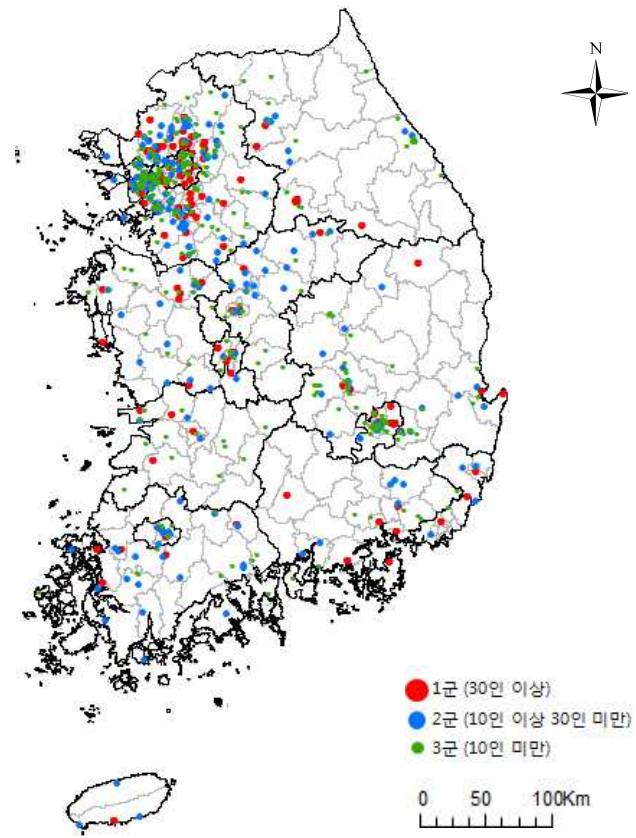 N
1군 (30인 이상)
2군 (10인 이상 30인 미만)
3군 (10인 미만)
0 50 100Km